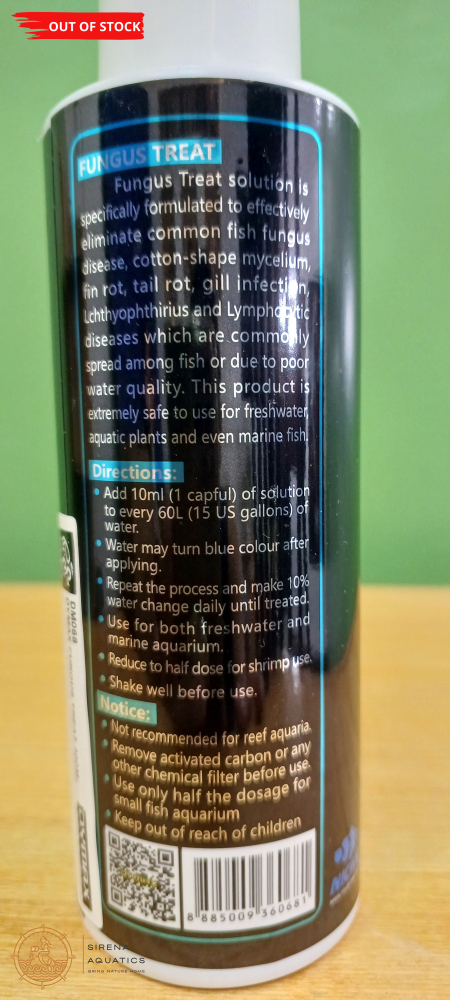 OUT OF STOCK
FUNGUS TREAT
Fungus Treat solution is
specifically formulated to effectively
eliminate common fish fungus
disease, cotton-shape mycelium,
fin rot, tail rot, gill infection,
Lchthyophthirius and Lymphocytic
diseases which are commonly
spread among fish or due to poor
water quality. This product is
extremely safe to use for freshwater,
aquatic plants and even marine fish.
Directions:
• Add 10ml (1 capful) of solution
to every 60L (15 US gallons) of
water.
• Water may turn blue colour after
applying.
• Repeat the process and make 10%
water change daily until treated.
• Use for both freshwater and
marine aquarium.
• Reduce to half dose for shrimp use.
• Shake well before use.
Notice:
• Not recommended for reef aquaria.
• Remove activated carbon or any
other chemical filter before use.
• Use only half the dosage for
small fish aquarium
• Keep out of reach of children
8 885009 360681
DM088
SIRENA
AQUATICS
BRING NATURE HOME